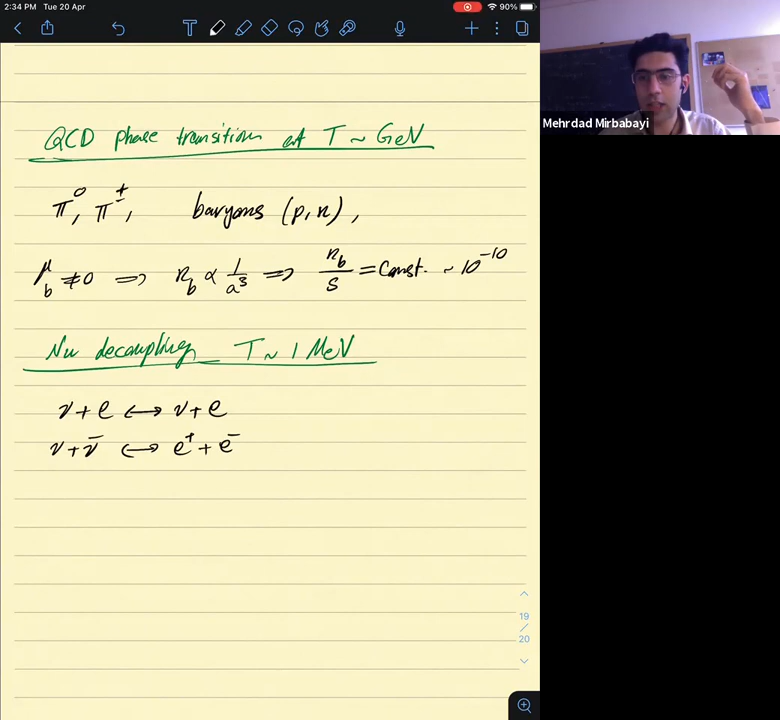 2:34 PM Tue 20 Apr
90%
T
QCD phase transition at T ~ GeV
π⁰, π^±, baryons (p,n),
μ_b ≠ 0 ⟹ n_b ∝ 1/a³ ⟹ n_b/s = Const. ~ 10⁻¹⁰
Nu decoupling T ~ 1 MeV
ν + e ⟷ ν + e
ν + ν̄ ⟷ e⁺ + e⁻
19
/
20
Mehrdad Mirbabayi